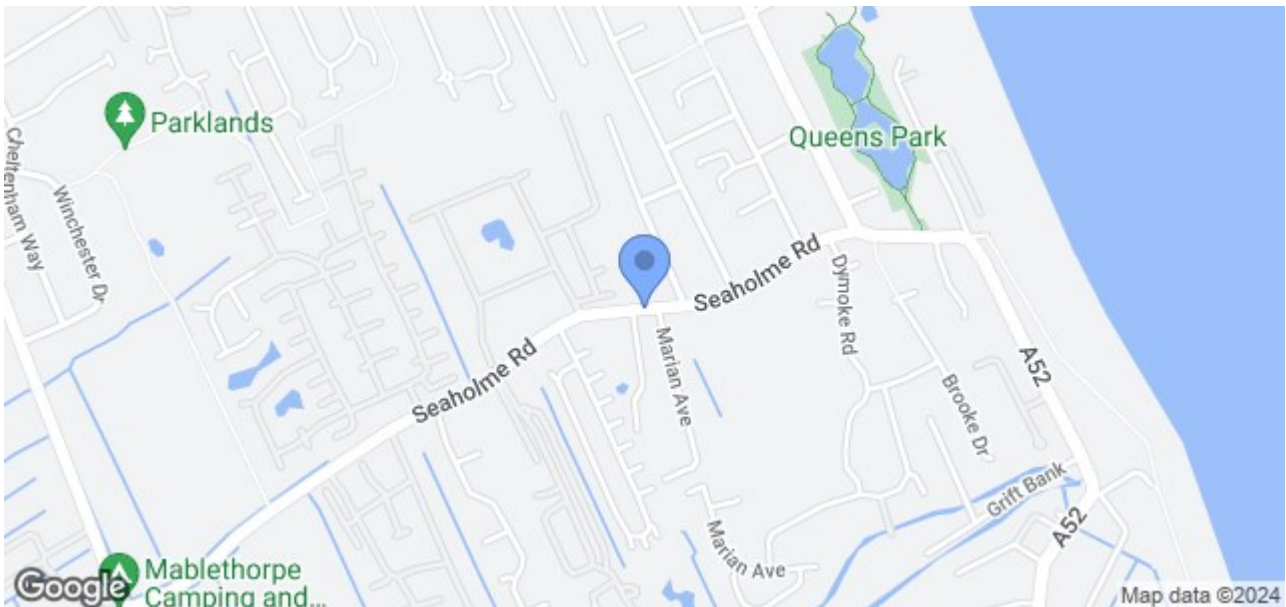 Parklands
Queens Park
Cheltenham Way
Winchester Dr
Seaholme Rd
Dymoke Rd
Marian Ave
A52
Seaholme Rd
Brooke Dr
Grift Bank
A52
Marian Ave
Mablethorpe
Camping and...
Google
Map data ©2024